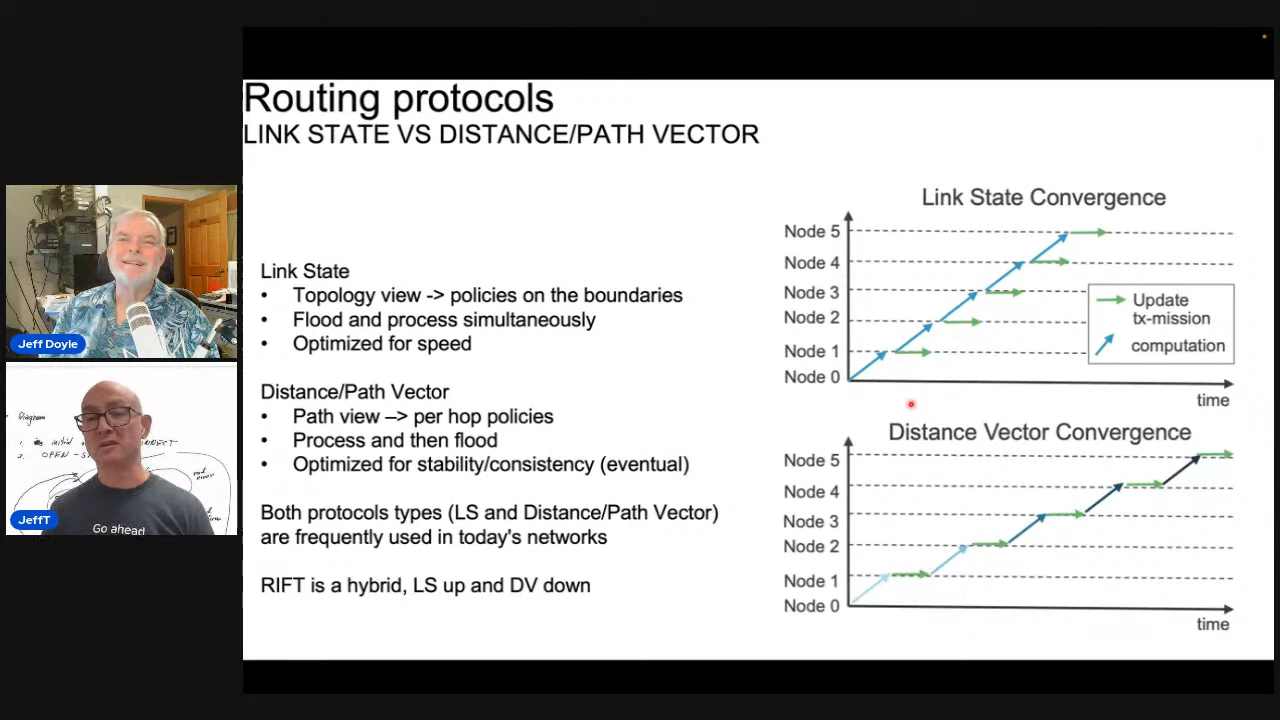 Routing protocols
LINK STATE VS DISTANCE/PATH VECTOR
Link State
• Topology view -> policies on the boundaries
• Flood and process simultaneously
• Optimized for speed
Distance/Path Vector
• Path view –> per hop policies
• Process and then flood
• Optimized for stability/consistency (eventual)
Both protocols types (LS and Distance/Path Vector)
are frequently used in today's networks
RIFT is a hybrid, LS up and DV down
Link State Convergence
Node 5
Node 4
Node 3
Node 2
Node 1
Node 0
Update
tx-mission
computation
time
Distance Vector Convergence
Node 5
Node 4
Node 3
Node 2
Node 1
Node 0
time
Jeff Doyle
Diagram
1. initial
2. OPEN
JeffT
Go ahead